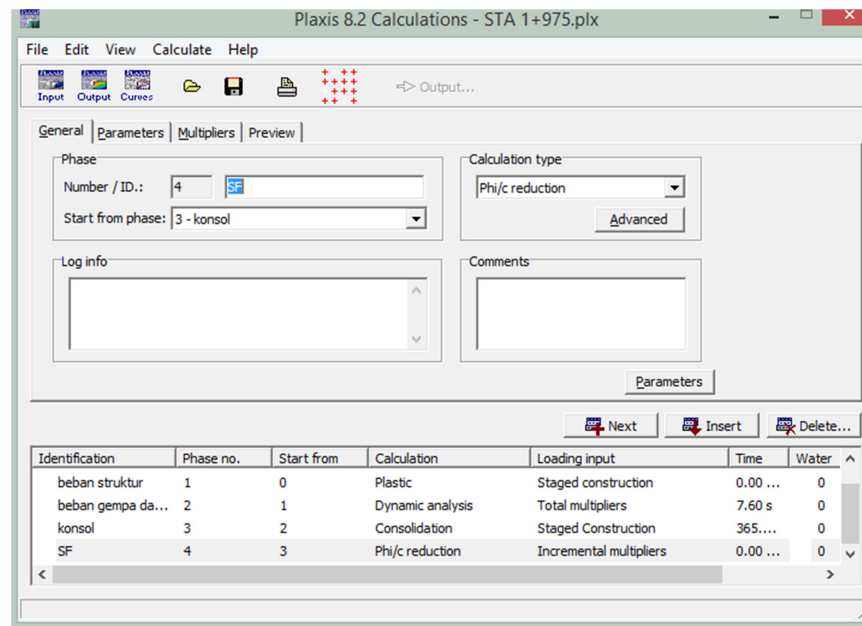 Plaxis 8.2 Calculations - STA 1+975.plx
File Edit View Calculate Help
Input Output Curves Output...
General Parameters Multipliers Preview
Phase
Number / ID.: 4 SF
Start from phase: 3 - konsol
Calculation type
Phi/c reduction
Advanced
Log info
Comments
Parameters
Next Insert Delete...
Identification Phase no. Start from Calculation Loading input Time Water
beban struktur 1 0 Plastic Staged construction 0.00 ... 0
beban gempa da... 2 1 Dynamic analysis Total multipliers 7.60 s 0
konsol 3 2 Consolidation Staged Construction 365.... 0
SF 4 3 Phi/c reduction Incremental multipliers 0.00 ... 0